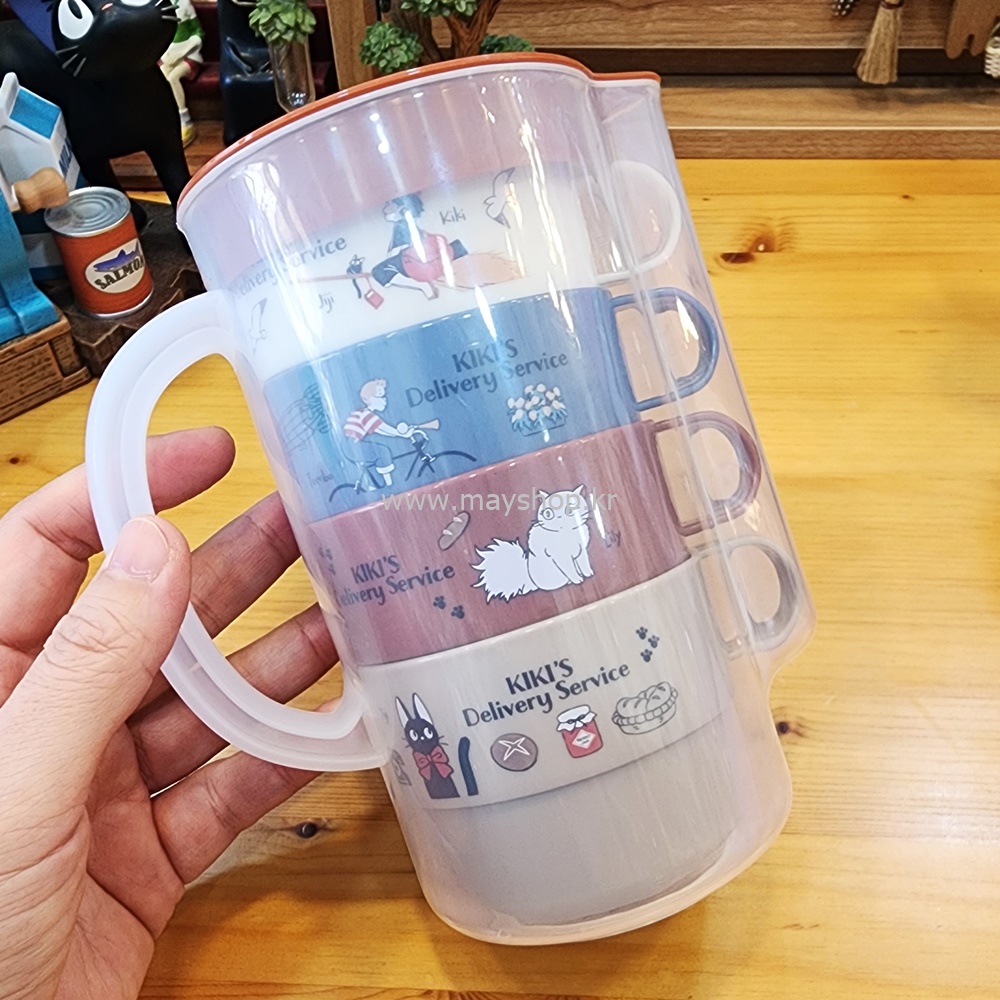 Kiki
Delivery Service
Jiji
KIKI'S
Delivery Service
Tombo
www.mayshop.kr
KIKI'S
Delivery Service
Lily
KIKI'S
Delivery Service
SALMON